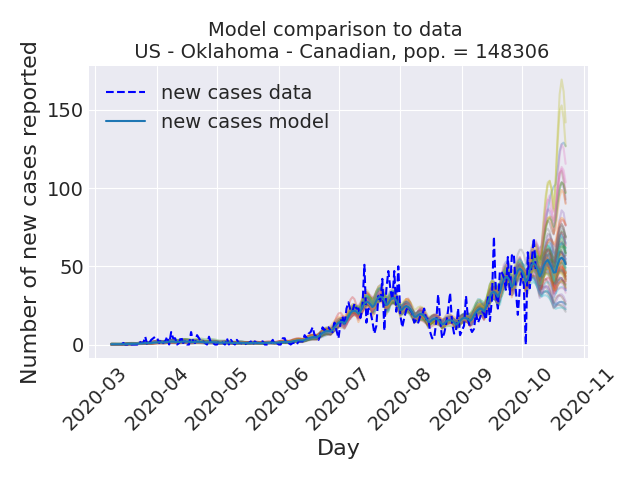 Model comparison to data
US - Oklahoma - Canadian, pop. = 148306
Number of new cases reported
150
100
50
0
new cases data
new cases model
2020-03
2020-04
2020-05
2020-06
2020-07
2020-08
2020-09
2020-10
2020-11
Day